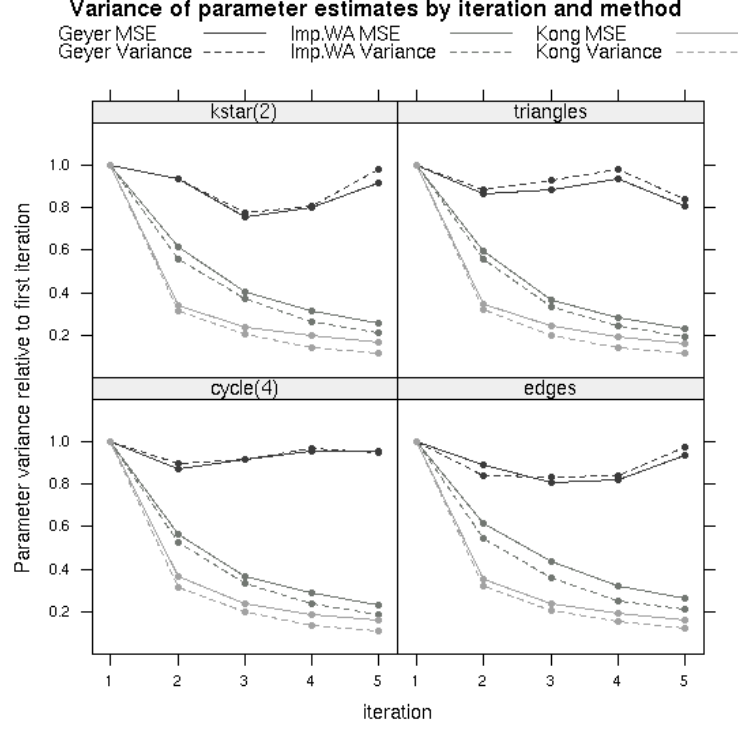 Variance of parameter estimates by iteration and method
Geyer MSE Imp.WA MSE Kong MSE
Geyer Variance Imp.WA Variance Kong Variance
kstar(2) triangles
1.0
0.8
0.6
0.4
0.2
cycle(4) edges
1.0
0.8
0.6
0.4
0.2
Parameter variance relative to first iteration
1 2 3 4 5 1 2 3 4 5
iteration